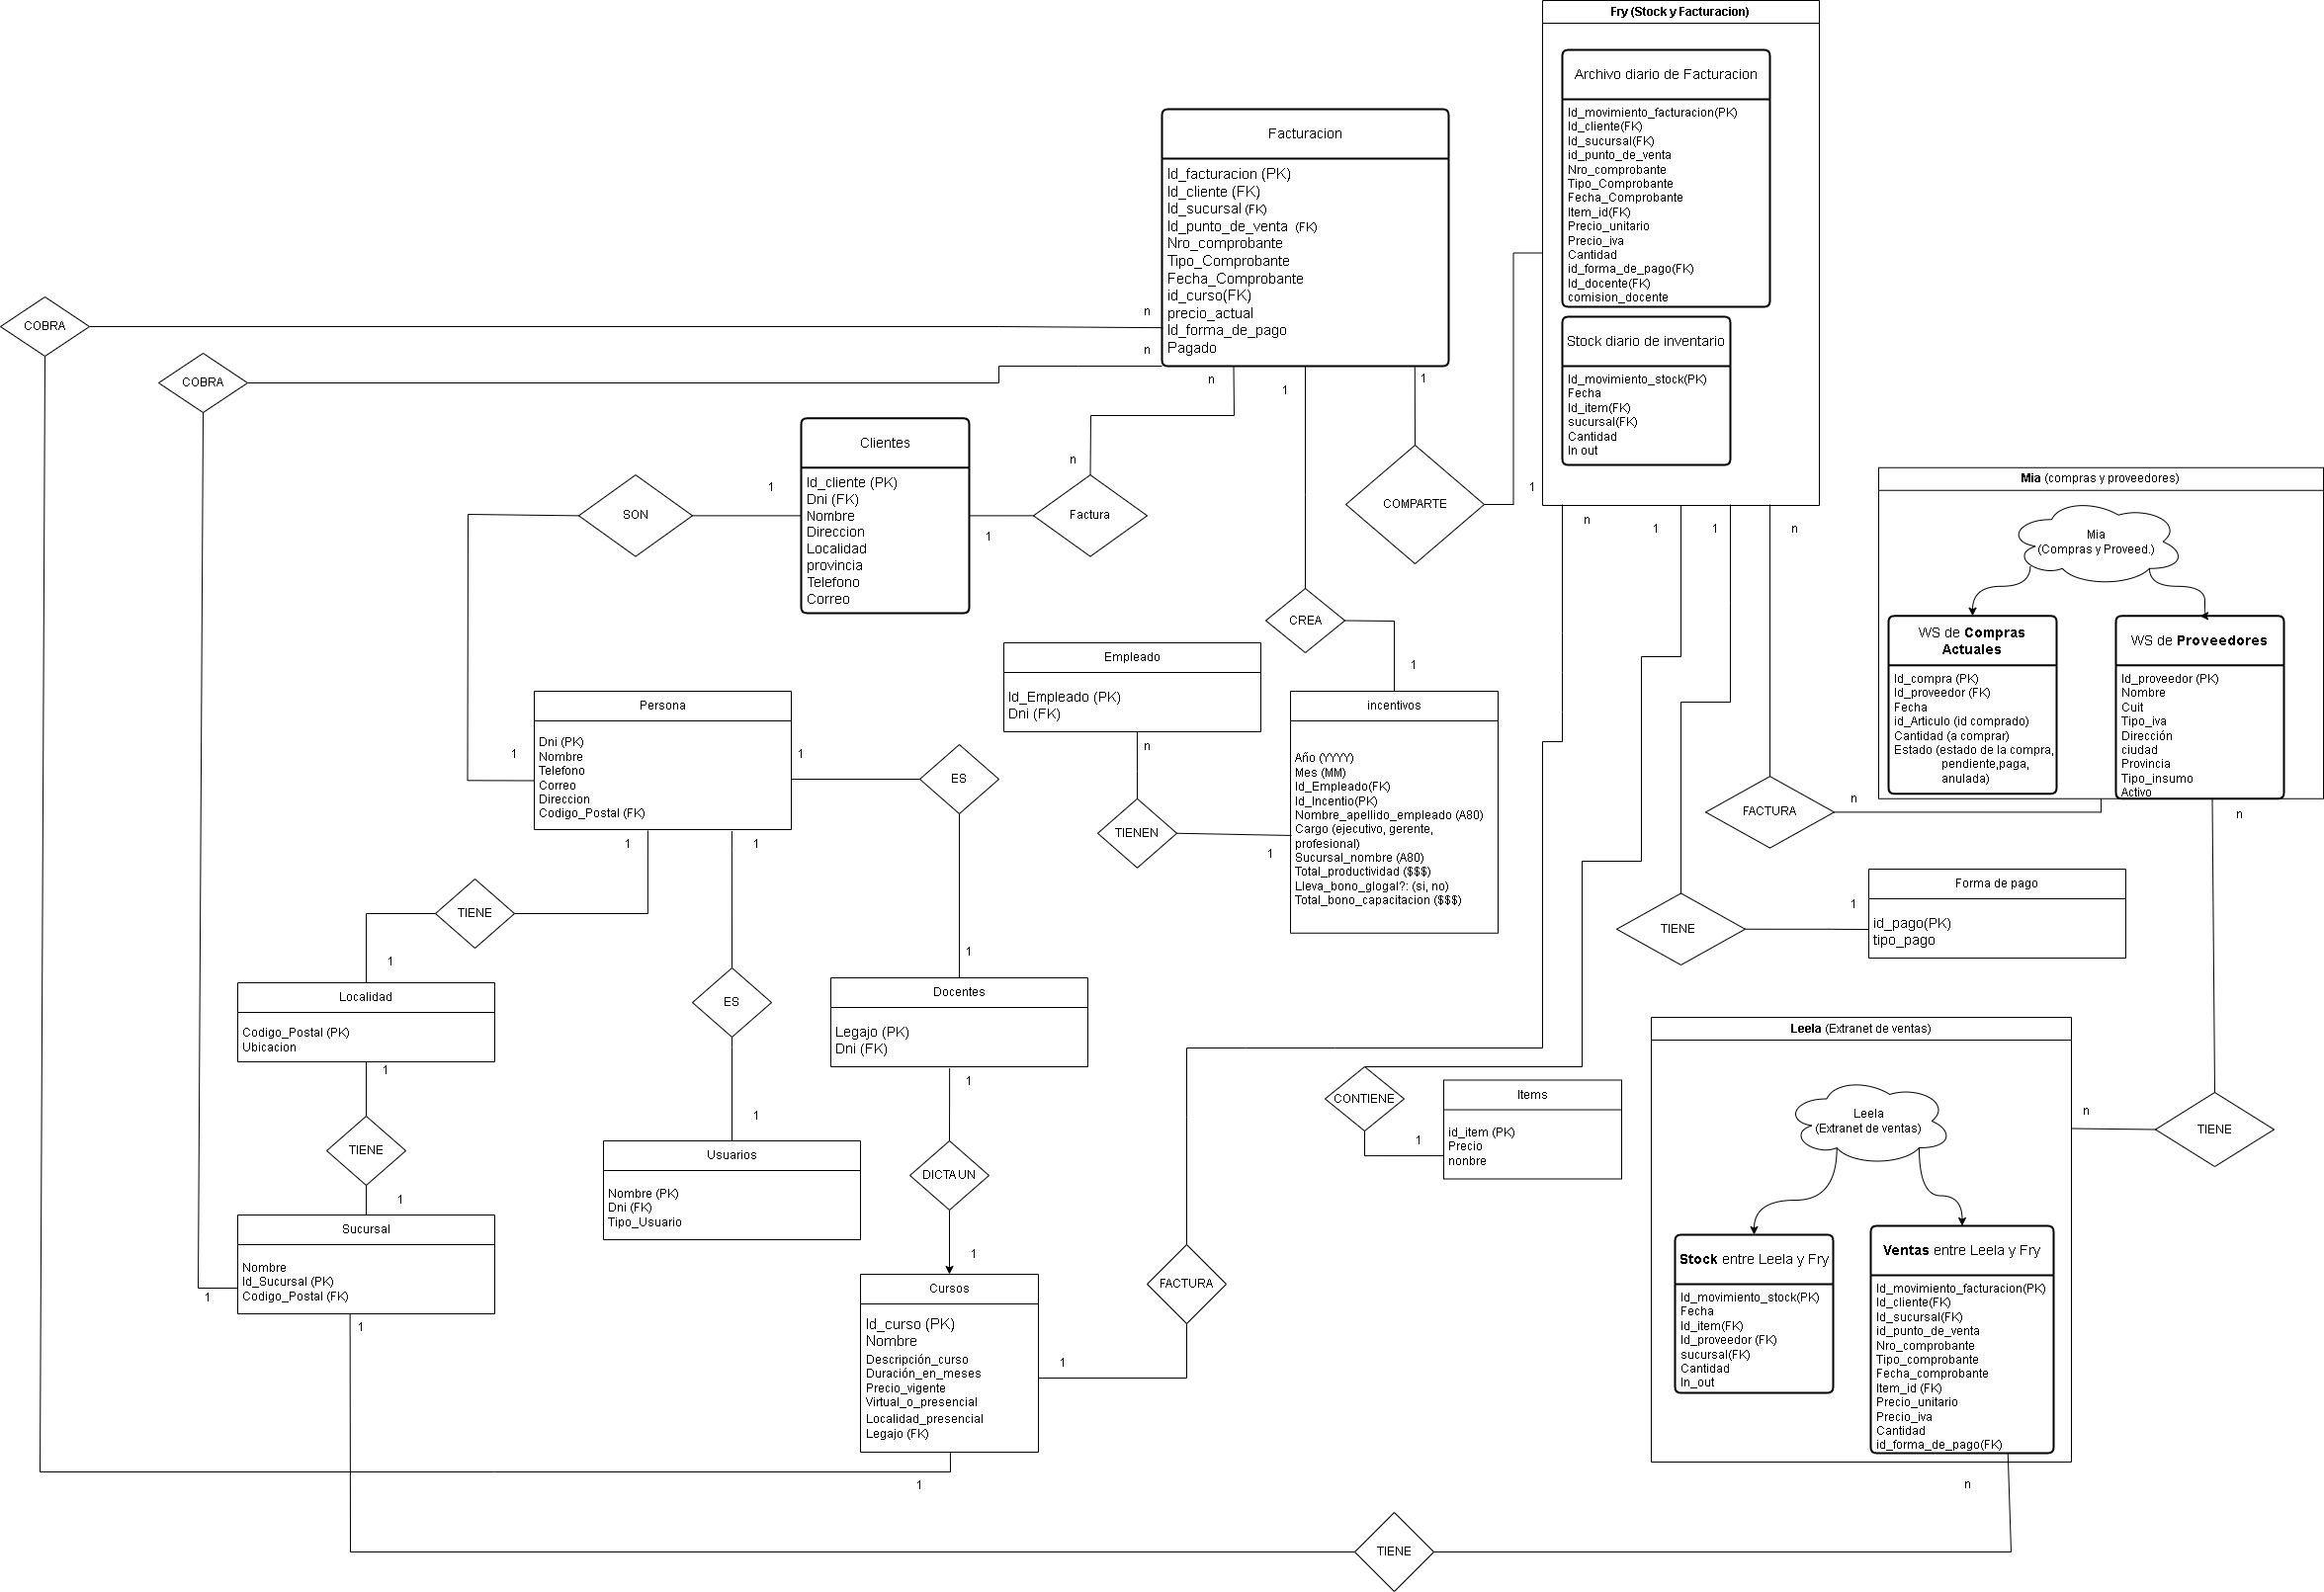 Fry (Stock y Facturacion)
Archivo diario de Facturacion
Id_movimiento_facturacion(PK)
Id_cliente(FK)
Id_sucursal(FK)
id_punto_de_venta
Nro_comprobante
Tipo_Comprobante
Fecha_Comprobante
Item_id(FK)
Precio_unitario
Precio_iva
Cantidad
id_forma_de_pago(FK)
Id_docente(FK)
comision_docente
Stock diario de inventario
Id_movimiento_stock(PK)
Fecha
Id_item(FK)
sucursal(FK)
Cantidad
In out
Facturacion
Id_facturacion (PK)
Id_cliente (FK)
Id_sucursal (FK)
Id_punto_de_venta (FK)
Nro_comprobante
Tipo_Comprobante
Fecha_Comprobante
id_curso(FK)
precio_actual
Id_forma_de_pago
Pagado
COBRA
n
COBRA
n
n
1
1
Clientes
Id_cliente (PK)
Dni (FK)
Nombre
Direccion
Localidad
provincia
Telefono
Correo
SON
1
Factura
n
1
COMPARTE
1
n
1
1
n
Mia (compras y proveedores)
Mia
(Compras y Proveed.)
WS de Compras
Actuales
Id_compra (PK)
Id_proveedor (FK)
Fecha
id_Articulo (id comprado)
Cantidad (a comprar)
Estado (estado de la compra,
pendiente,paga,
anulada)
WS de Proveedores
Id_proveedor (PK)
Nombre
Cuit
Tipo_iva
Dirección
ciudad
Provincia
Tipo_insumo
Activo
CREA
1
Empleado
Id_Empleado (PK)
Dni (FK)
n
TIENEN
1
incentivos
Año (YYYY)
Mes (MM)
Id_Empleado(FK)
Id_Incentio(PK)
Nombre_apellido_empleado (A80)
Cargo (ejecutivo, gerente,
profesional)
Sucursal_nombre (A80)
Total_productividad ($$$)
Lleva_bono_glogal?: (si, no)
Total_bono_capacitacion ($$$)
Persona
Dni (PK)
Nombre
Telefono
Correo
Direccion
Codigo_Postal (FK)
1
1
ES
1
1
FACTURA
n
n
TIENE
1
Forma de pago
id_pago(PK)
tipo_pago
TIENE
1
1
Localidad
Codigo_Postal (PK)
Ubicacion
1
TIENE
1
ES
1
Docentes
Legajo (PK)
Dni (FK)
1
Usuarios
Nombre (PK)
Dni (FK)
Tipo_Usuario
DICTA UN
1
CONTIENE
1
Items
id_item (PK)
Precio
nonbre
Leela (Extranet de ventas)
Leela
(Extranet de ventas)
n
TIENE
Stock entre Leela y Fry
Id_movimiento_stock(PK)
Fecha
Id_item(FK)
Id_proveedor (FK)
sucursal(FK)
Cantidad
In_out
Ventas entre Leela y Fry
Id_movimiento_facturacion(PK)
Id_cliente(FK)
Id_sucursal(FK)
id_punto_de_venta
Nro_comprobante
Tipo_comprobante
Fecha_comprobante
Item_id (FK)
Precio_unitario
Precio_iva
Cantidad
id_forma_de_pago(FK)
Sucursal
Nombre
Id_Sucursal (PK)
Codigo_Postal (FK)
1
1
Cursos
Id_curso (PK)
Nombre
Descripción_curso
Duración_en_meses
Precio_vigente
Virtual_o_presencial
Localidad_presencial
Legajo (FK)
FACTURA
1
1
n
TIENE